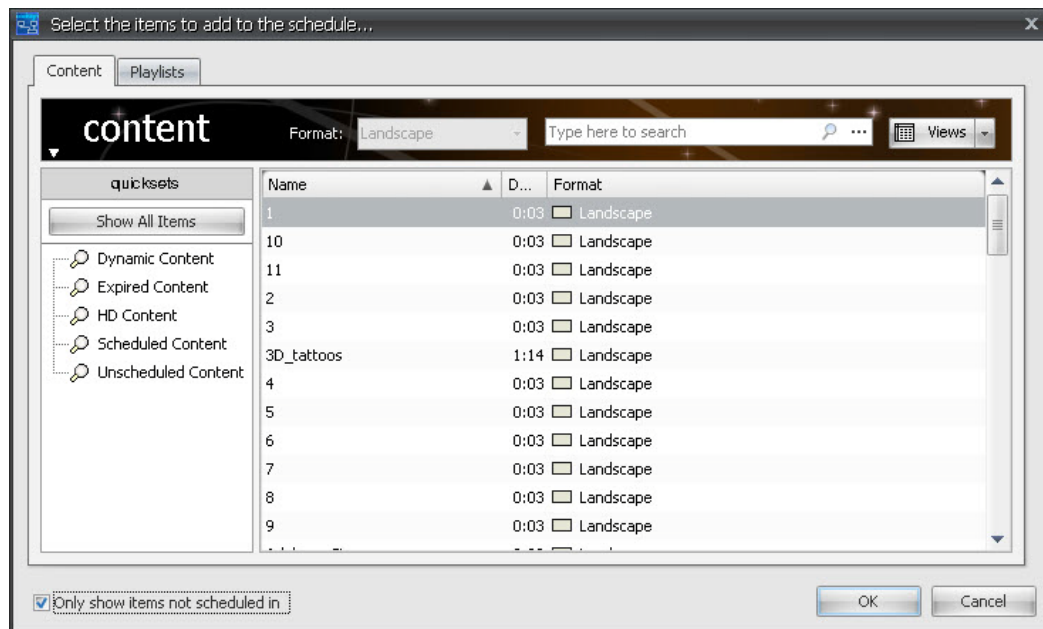 Select the items to add to the schedule...
Content Playlists
content Format: Landscape Type here to search ... Views
quicksets
Show All Items
Dynamic Content
Expired Content
HD Content
Scheduled Content
Unscheduled Content
Name D... Format
1 0:03 Landscape
10 0:03 Landscape
11 0:03 Landscape
2 0:03 Landscape
3 0:03 Landscape
3D_tattoos 1:14 Landscape
4 0:03 Landscape
5 0:03 Landscape
6 0:03 Landscape
7 0:03 Landscape
8 0:03 Landscape
9 0:03 Landscape
Only show items not scheduled in
OK Cancel